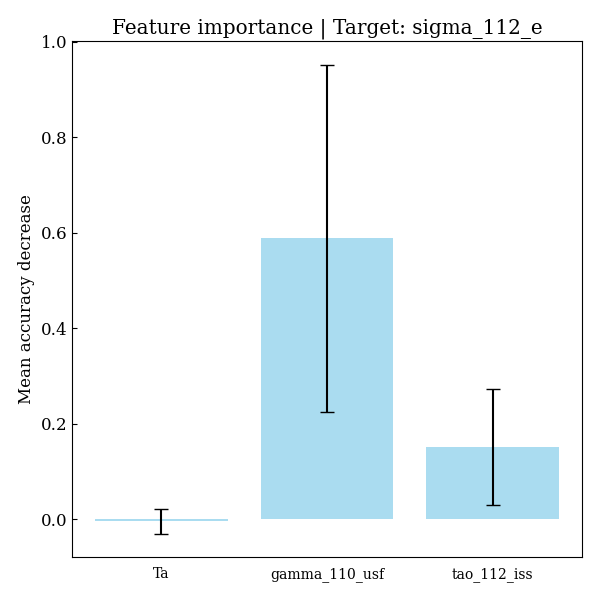 Feature importance | Target: sigma_112_e
Mean accuracy decrease
1.0
0.8
0.6
0.4
0.2
0.0
Ta
gamma_110_usf
tao_112_iss